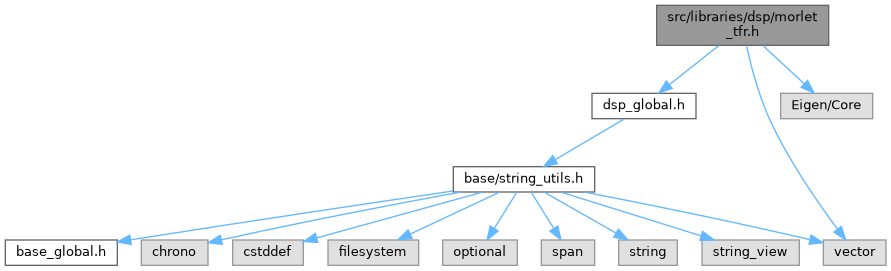 src/libraries/dsp/morlet
_tfr.h
dsp_global.h
Eigen/Core
base/string_utils.h
base_global.h
chrono
cstddef
filesystem
optional
span
string
string_view
vector